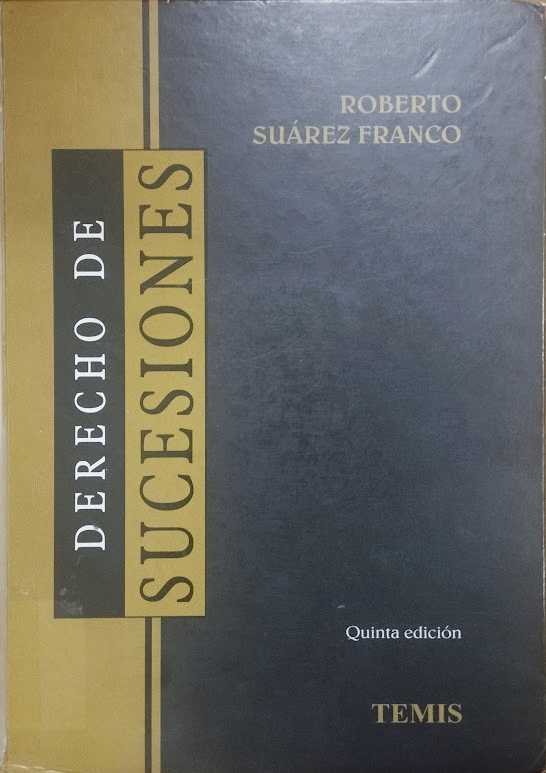 ROBERTO
SUÁREZ FRANCO
DERECHO DE
SUCESIONES
Quinta edición
TEMIS